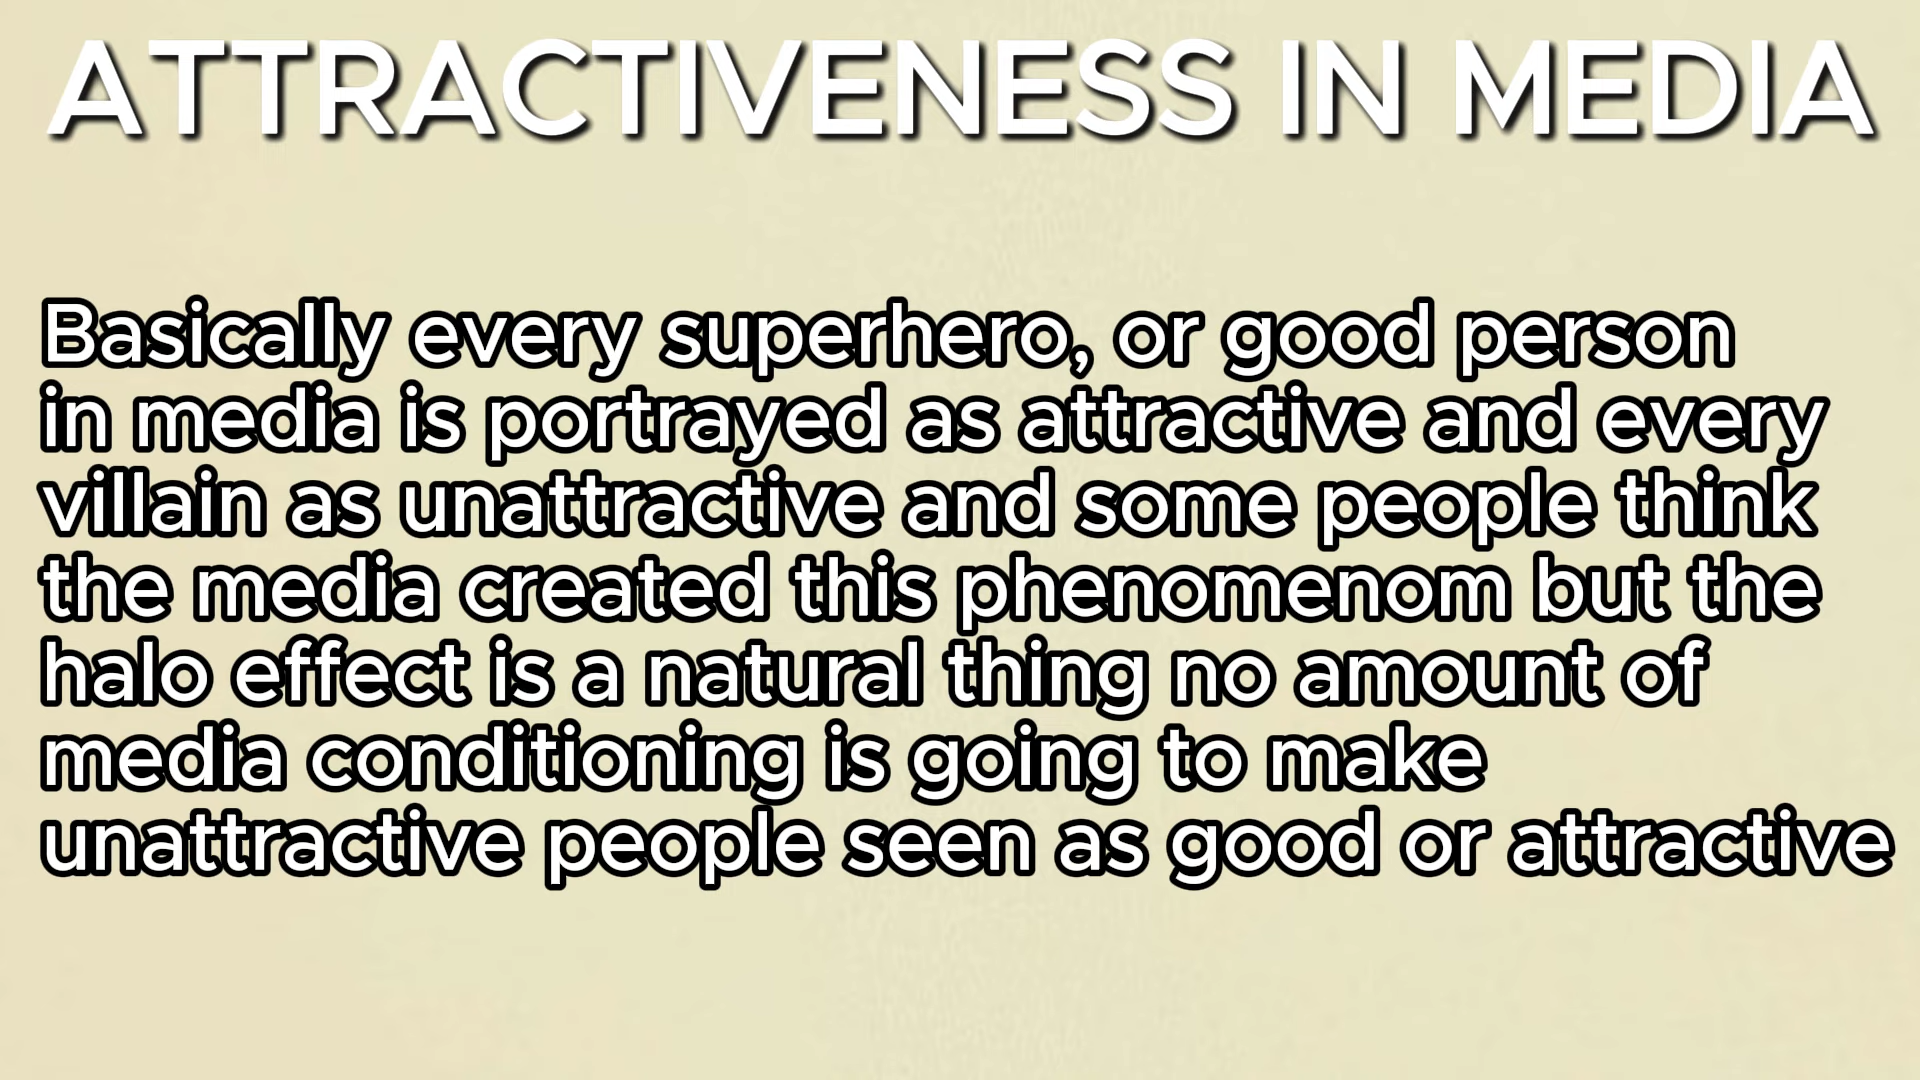 ATTRACTIVENESS IN MEDIA
Basically every superhero, or good person
in media is portrayed as attractive and every
villain as unattractive and some people think
the media created this phenomenom but the
halo effect is a natural thing no amount of
media conditioning is going to make
unattractive people seen as good or attractive